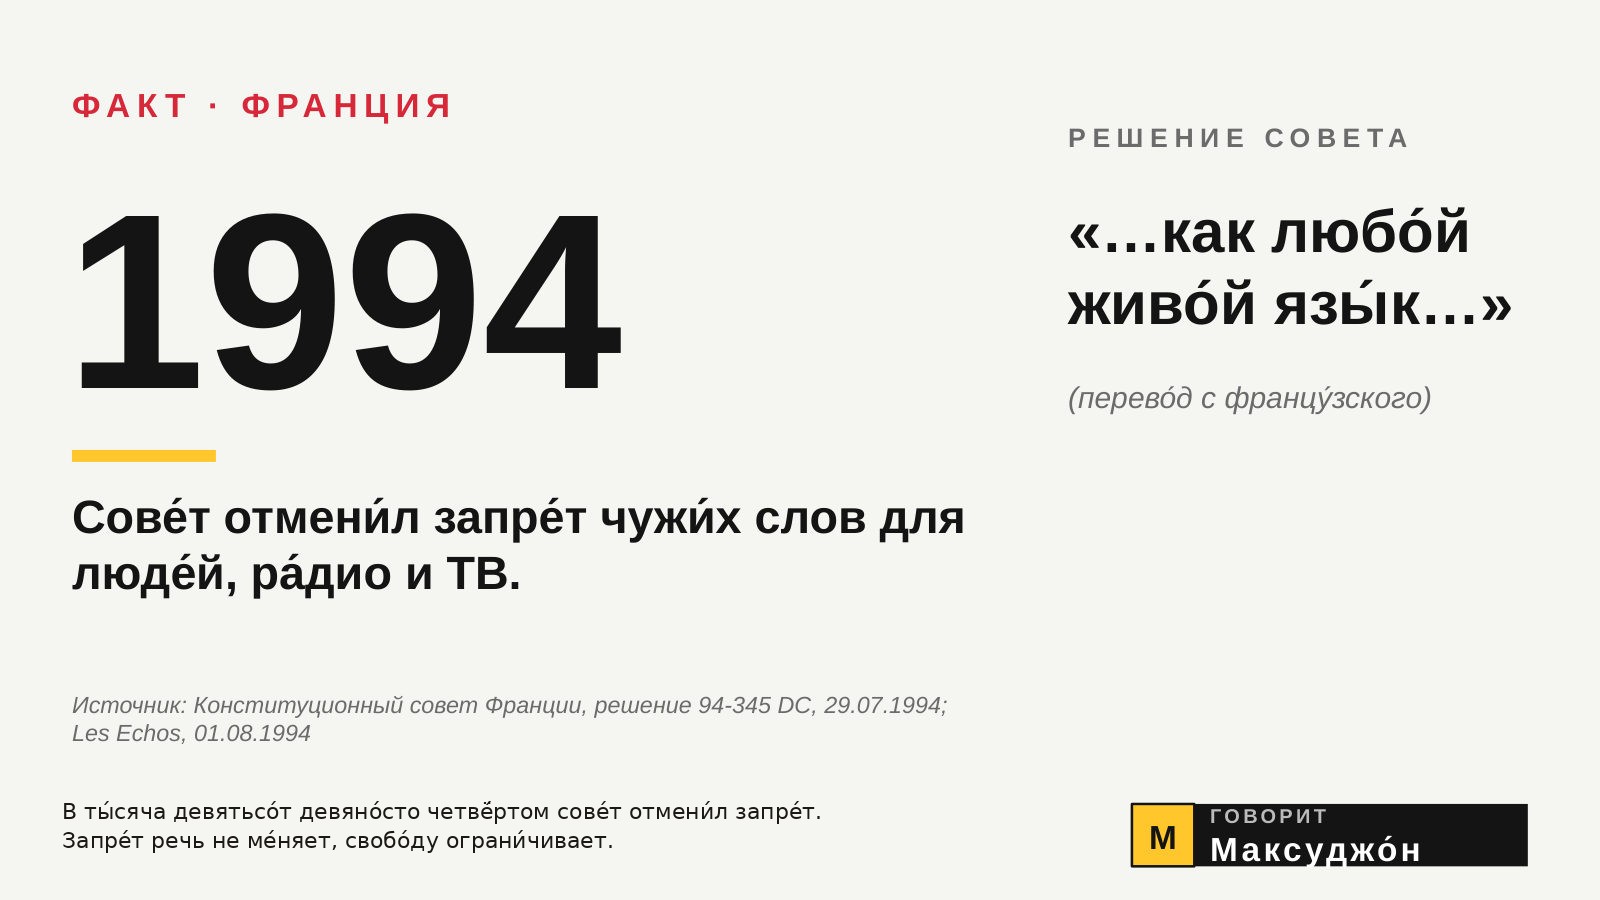 ФАКТ · ФРАНЦИЯ
1994
Сове́т отмени́л запре́т чужи́х слов для
люде́й, ра́дио и ТВ.
Источник: Конституционный совет Франции, решение 94-345 DC, 29.07.1994;
Les Echos, 01.08.1994
РЕШЕНИЕ СОВЕТА
«…как любо́й
живо́й язы́к…»
(перево́д с францу́зского)
В ты́сяча девятьсо́т девяно́сто четвё́ртом сове́т отмени́л запре́т.
Запре́т речь не ме́няет, свобо́ду ограни́чивает.
М
ГОВОРИТ
Максуджо́н